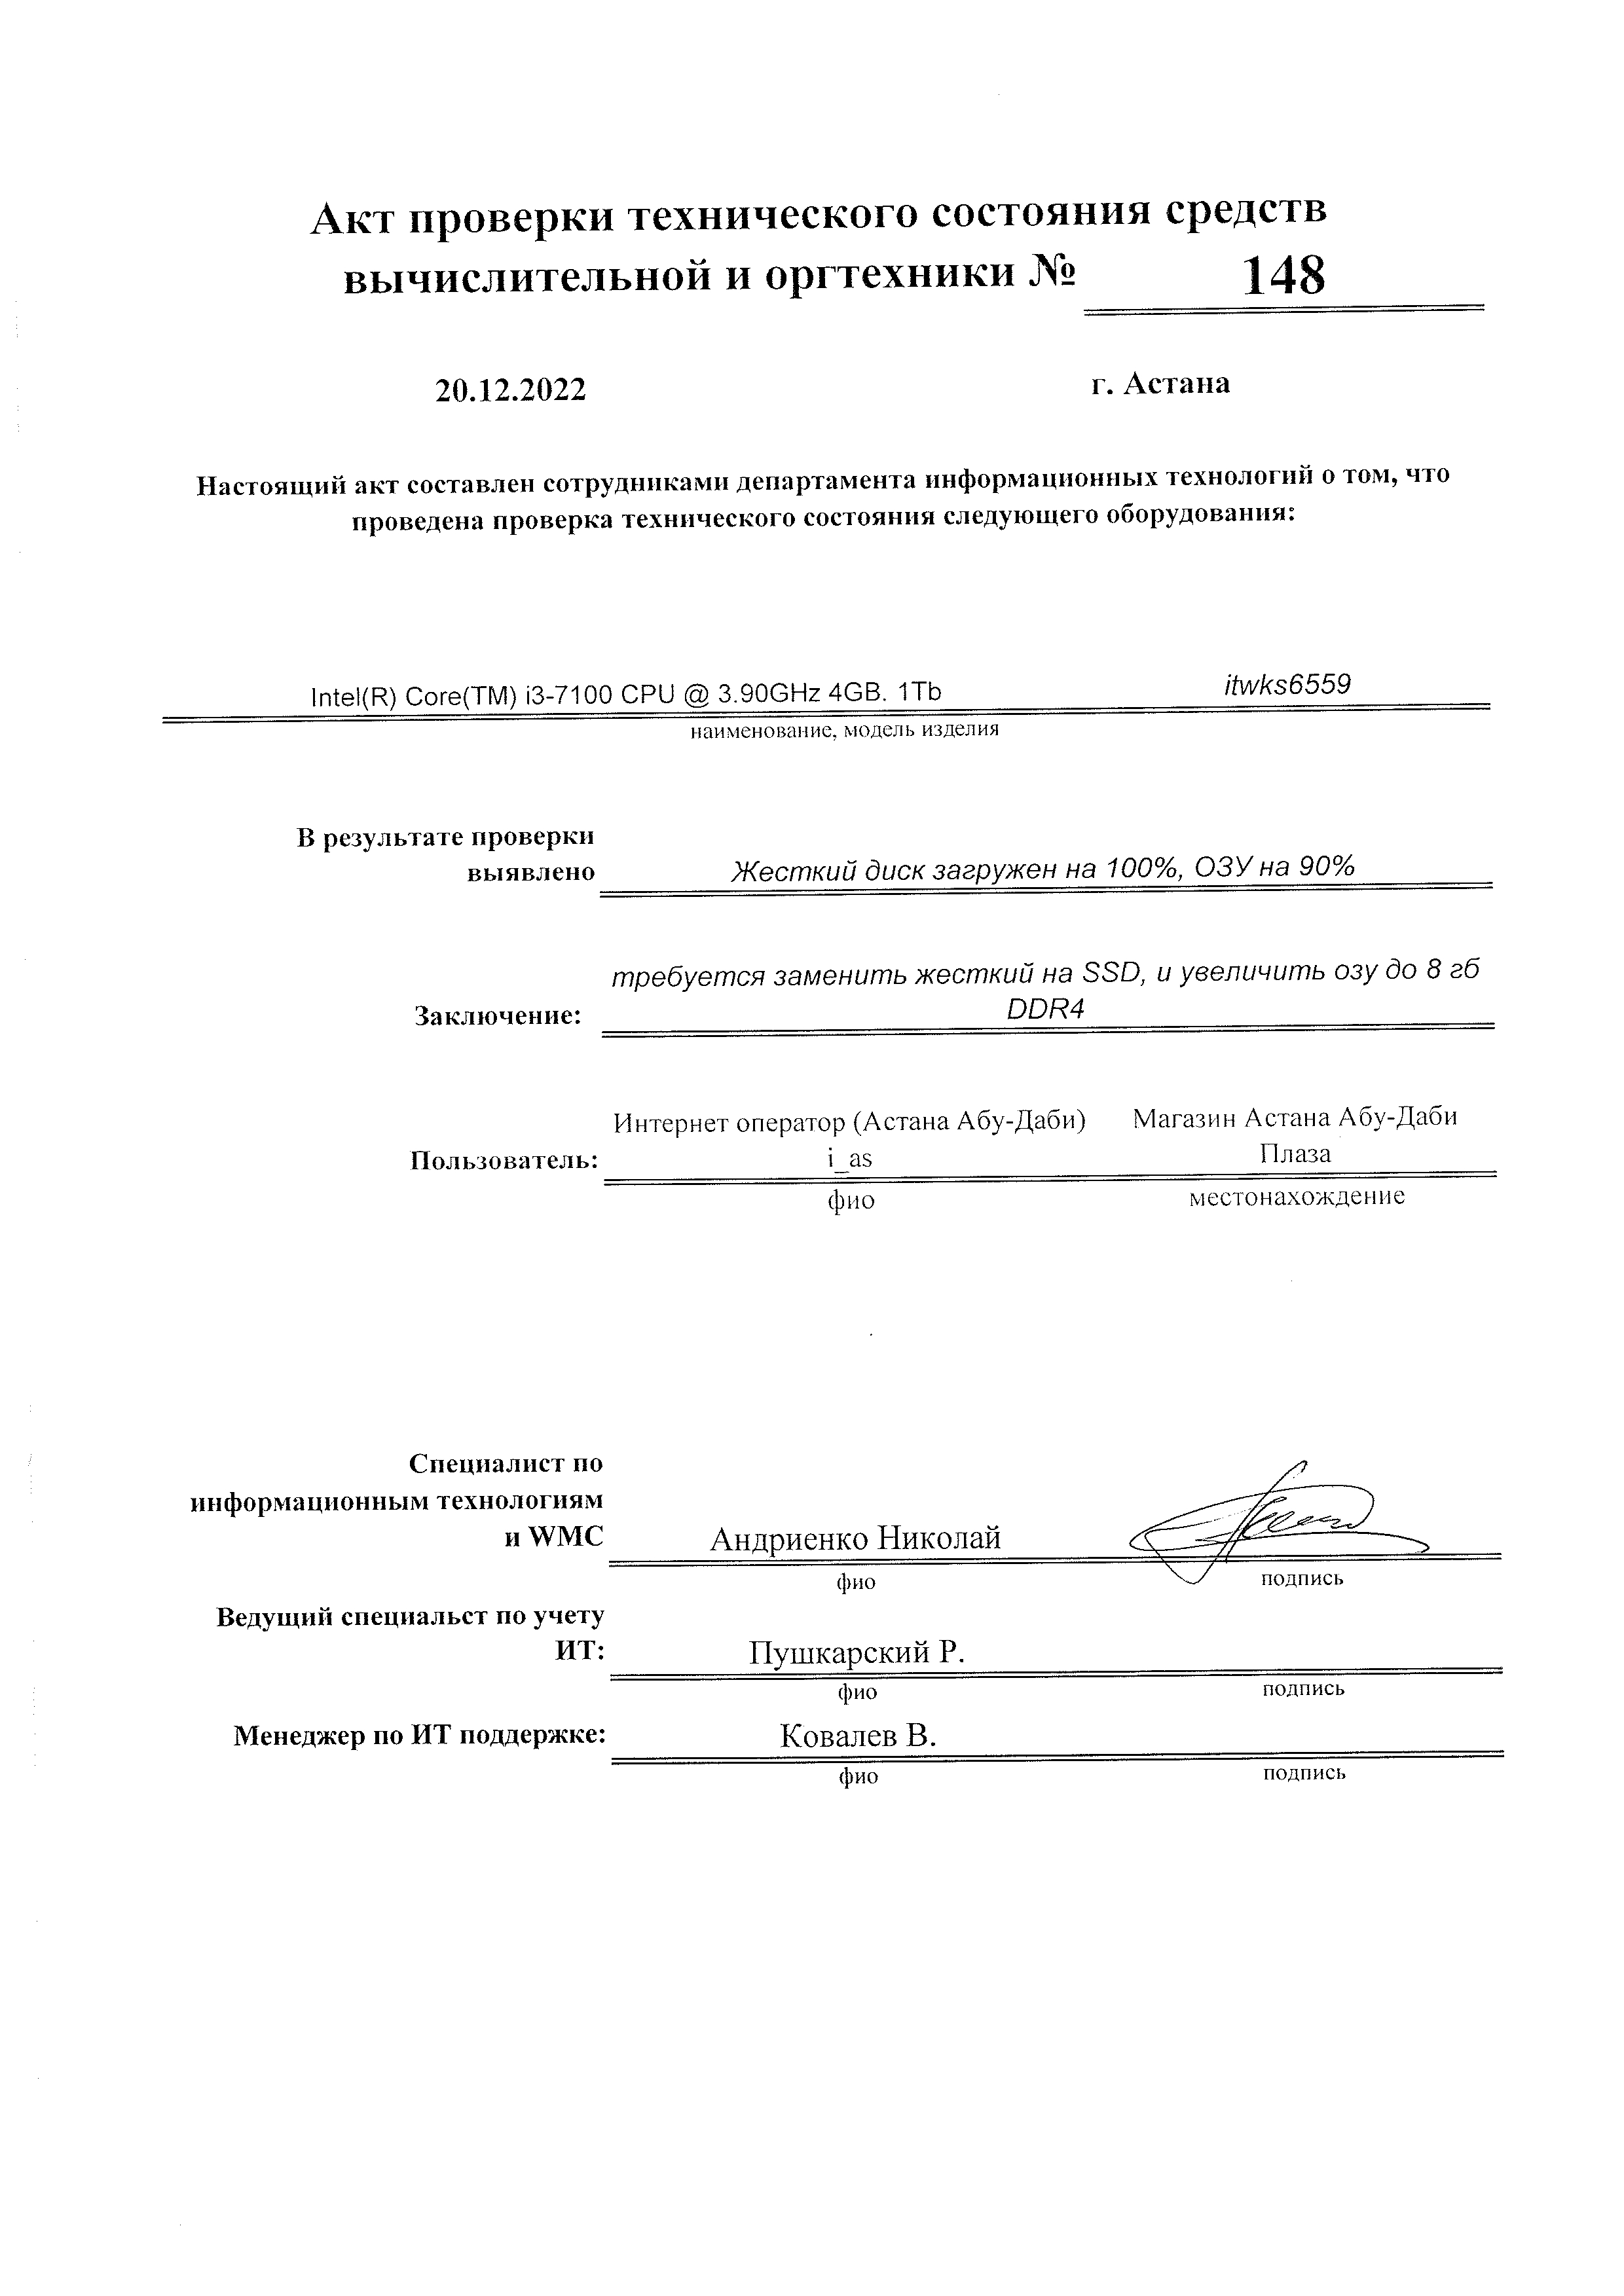 Акт проверки технического состояния средств
вычислительной и оргтехники № 148
20.12.2022 г. Астана
Настоящий акт составлен сотрудниками департамента информационных технологий о том, что
проведена проверка технического состояния следующего оборудования:
Intel(R) Core(TM) i3-7100 CPU @ 3.90GHz 4GB. 1Tb itwks6559
наименование, модель изделия
В результате проверки
выявлено Жесткий диск загружен на 100%, ОЗУ на 90%
требуется заменить жесткий на SSD, и увеличить озу до 8 гб
DDR4
Заключение:
Интернет оператор (Астана Абу-Даби) Магазин Астана Абу-Даби
Пользователь: i_as Плаза
фио местонахождение
Специалист по
информационным технологиям
и WMC Андриенко Николай
фио подпись
Ведущий специальст по учету
ИТ: Пушкарский Р.
фио подпись
Менеджер по ИТ поддержке: Ковалев В.
фио подпись